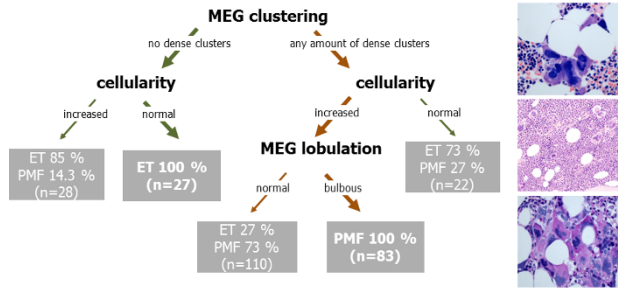 MEG clustering
no dense clusters
any amount of dense clusters
cellularity
cellularity
increased
normal
increased
normal
ET 85 %
PMF 14.3 %
(n=28)
ET 100 %
(n=27)
MEG lobulation
ET 73 %
PMF 27 %
(n=22)
normal
bulbous
ET 27 %
PMF 73 %
(n=110)
PMF 100 %
(n=83)